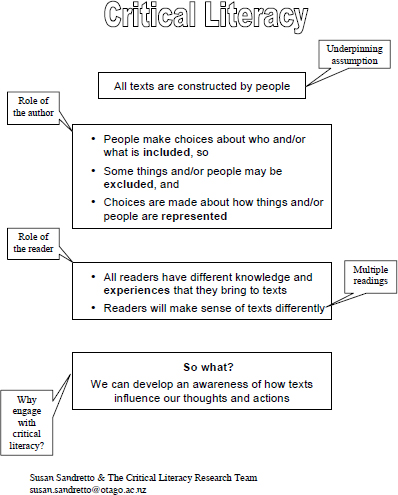 Critical Literacy
Underpinning
assumption
All texts are constructed by people
Role of
the author
• People make choices about who and/or
what is included, so
• Some things and/or people may be
excluded, and
• Choices are made about how things and/or
people are represented
Role of
the reader
• All readers have different knowledge and
experiences that they bring to texts
• Readers will make sense of texts differently
Multiple
readings
So what?
We can develop an awareness of how texts
influence our thoughts and actions
Why
engage
with
critical
literacy?
Susan Sandretto & The Critical Literacy Research Team
susan.sandretto@otago.ac.nz